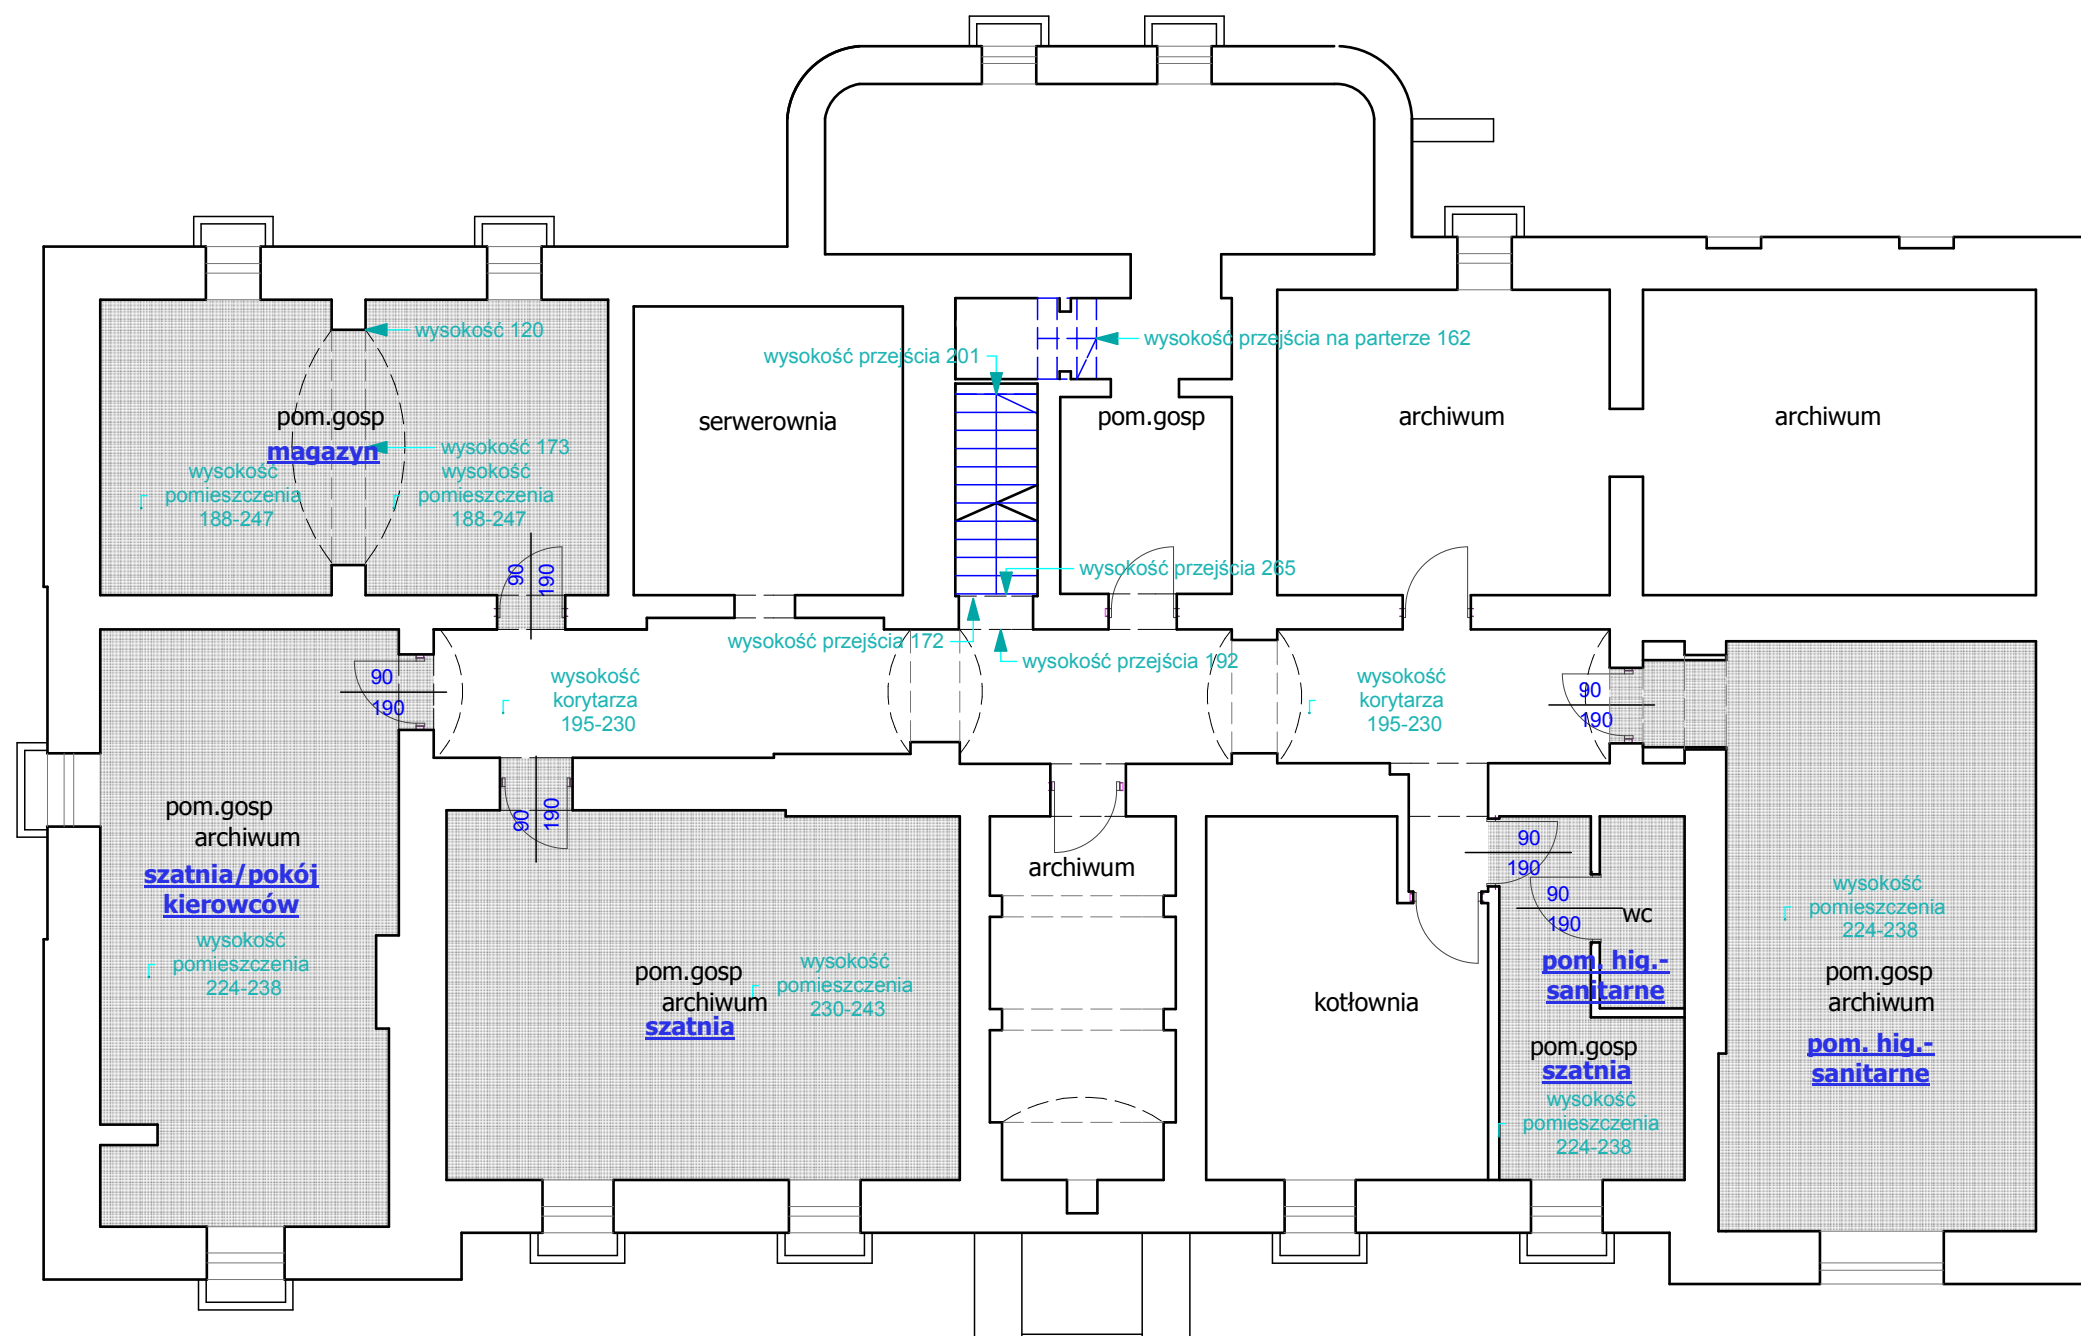 wysokość 120
wysokość przejścia 201
wysokość przejścia na parterze 162
pom.gosp
magazyn
wysokość 173
wysokość
pomieszczenia
188-247
wysokość
pomieszczenia
188-247
serwerownia
pom.gosp
archiwum
archiwum
90
190
wysokość przejścia 265
wysokość przejścia 172
wysokość przejścia 192
90
190
wysokość
korytarza
195-230
wysokość
korytarza
195-230
90
190
90
190
pom.gosp
archiwum
szatnia/pokój
kierowców
wysokość
pomieszczenia
224-238
pom.gosp
archiwum
szatnia
wysokość
pomieszczenia
230-243
archiwum
kotłownia
90
190
90
190
wc
pom. hig.-
sanitarne
pom.gosp
szatnia
wysokość
pomieszczenia
224-238
wysokość
pomieszczenia
224-238
pom.gosp
archiwum
pom. hig.-
sanitarne